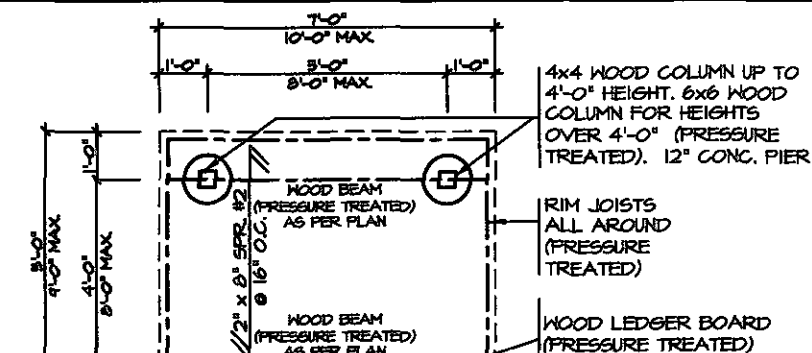 7'-0"
10'-0" MAX.
1'-0" 5'-0" 1'-0"
8'-0" MAX.
4x4 WOOD COLUMN UP TO
4'-0" HEIGHT. 6x6 WOOD
COLUMN FOR HEIGHTS
OVER 4'-0" (PRESSURE
TREATED). 12" CONC. PIER
1'-0"
WOOD BEAM
(PRESSURE TREATED)
AS PER PLAN
RIM JOISTS
ALL AROUND
(PRESSURE
TREATED)
5'-0"
9'-0" MAX.
4'-0"
8'-0" MAX.
2" x 8" SPR. #2
@ 16" O.C.
WOOD BEAM
(PRESSURE TREATED)
AS PER PLAN
WOOD LEDGER BOARD
(PRESSURE TREATED)